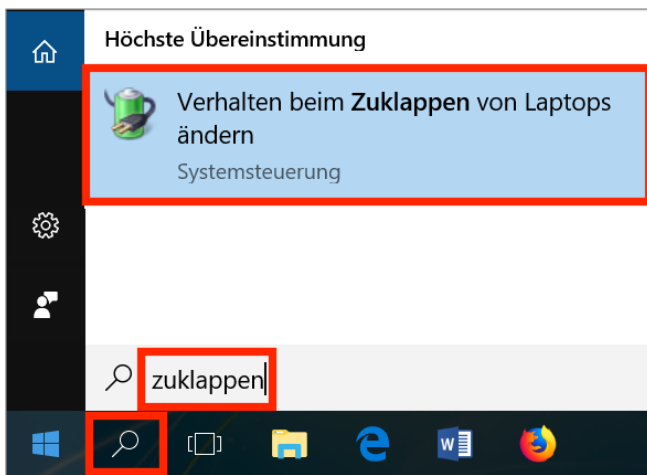 Höchste Übereinstimmung
Verhalten beim Zuklappen von Laptops
ändern
Systemsteuerung
zuklappen
W